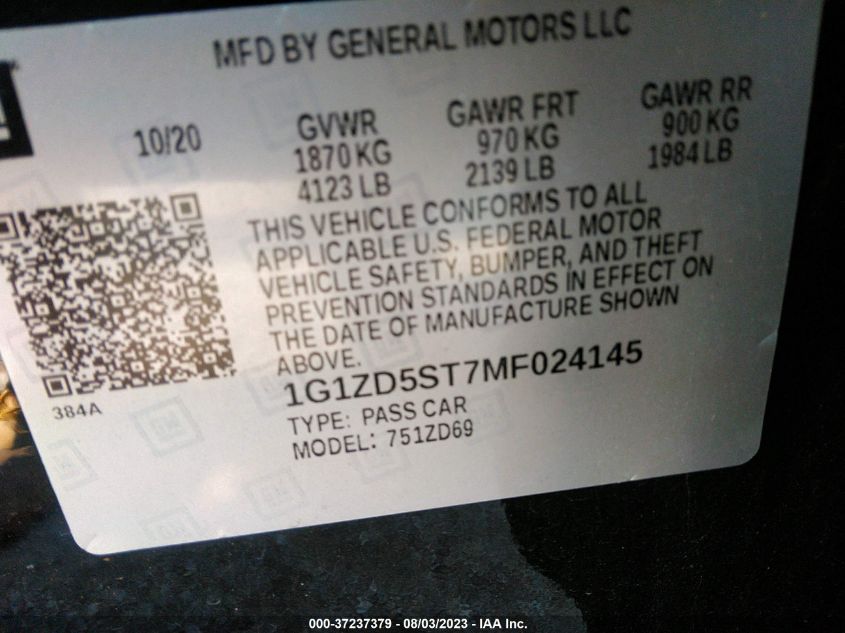 MFD BY GENERAL MOTORS LLC
10/20
GVWR
1870 KG
4123 LB
GAWR FRT
970 KG
2139 LB
GAWR RR
900 KG
1984 LB
THIS VEHICLE CONFORMS TO ALL
APPLICABLE U.S. FEDERAL MOTOR
VEHICLE SAFETY, BUMPER, AND THEFT
PREVENTION STANDARDS IN EFFECT ON
THE DATE OF MANUFACTURE SHOWN
ABOVE.
1G1ZD5ST7MF024145
TYPE: PASS CAR
MODEL: 751ZD69
384A
000-37237379 - 08/03/2023 - IAA Inc.